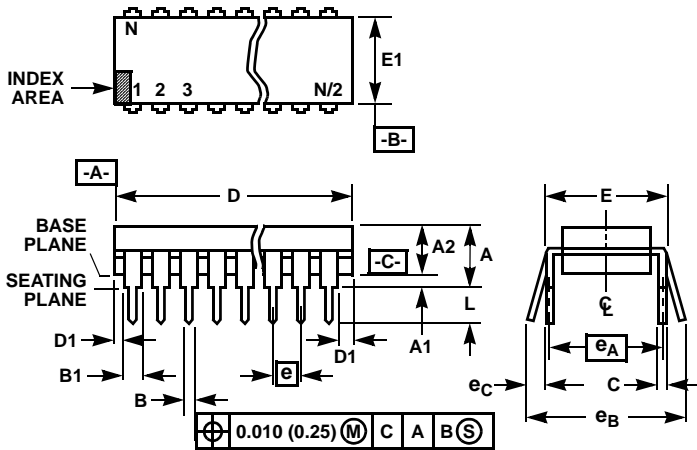 N
INDEX
AREA
1 2 3 N/2
E1
-B-
-A-
D
E
BASE
PLANE
A2
A
-C-
SEATING
PLANE
L
D1
A1
D1
B1
e
B
℄
eA
eC
C
eB
⌖ 0.010 (0.25) Ⓜ C A B Ⓢ